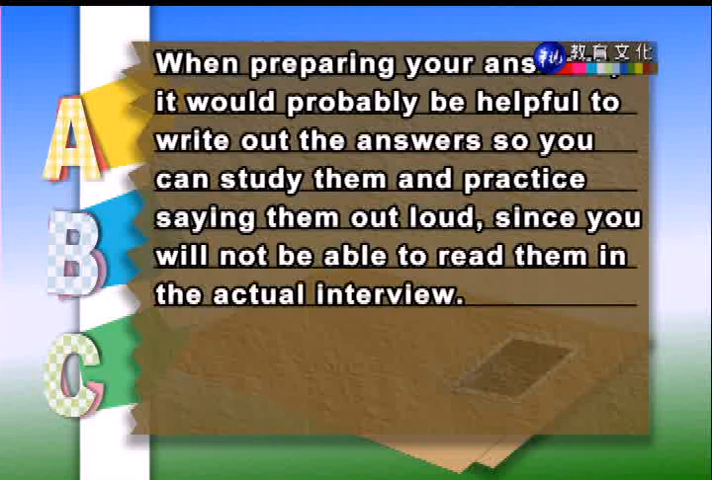 When preparing your
it would probably be helpful to
write out the answers so you
can study them and practice
saying them out loud, since you
will not be able to read them in
the actual interview.
教育文化
A
B
C